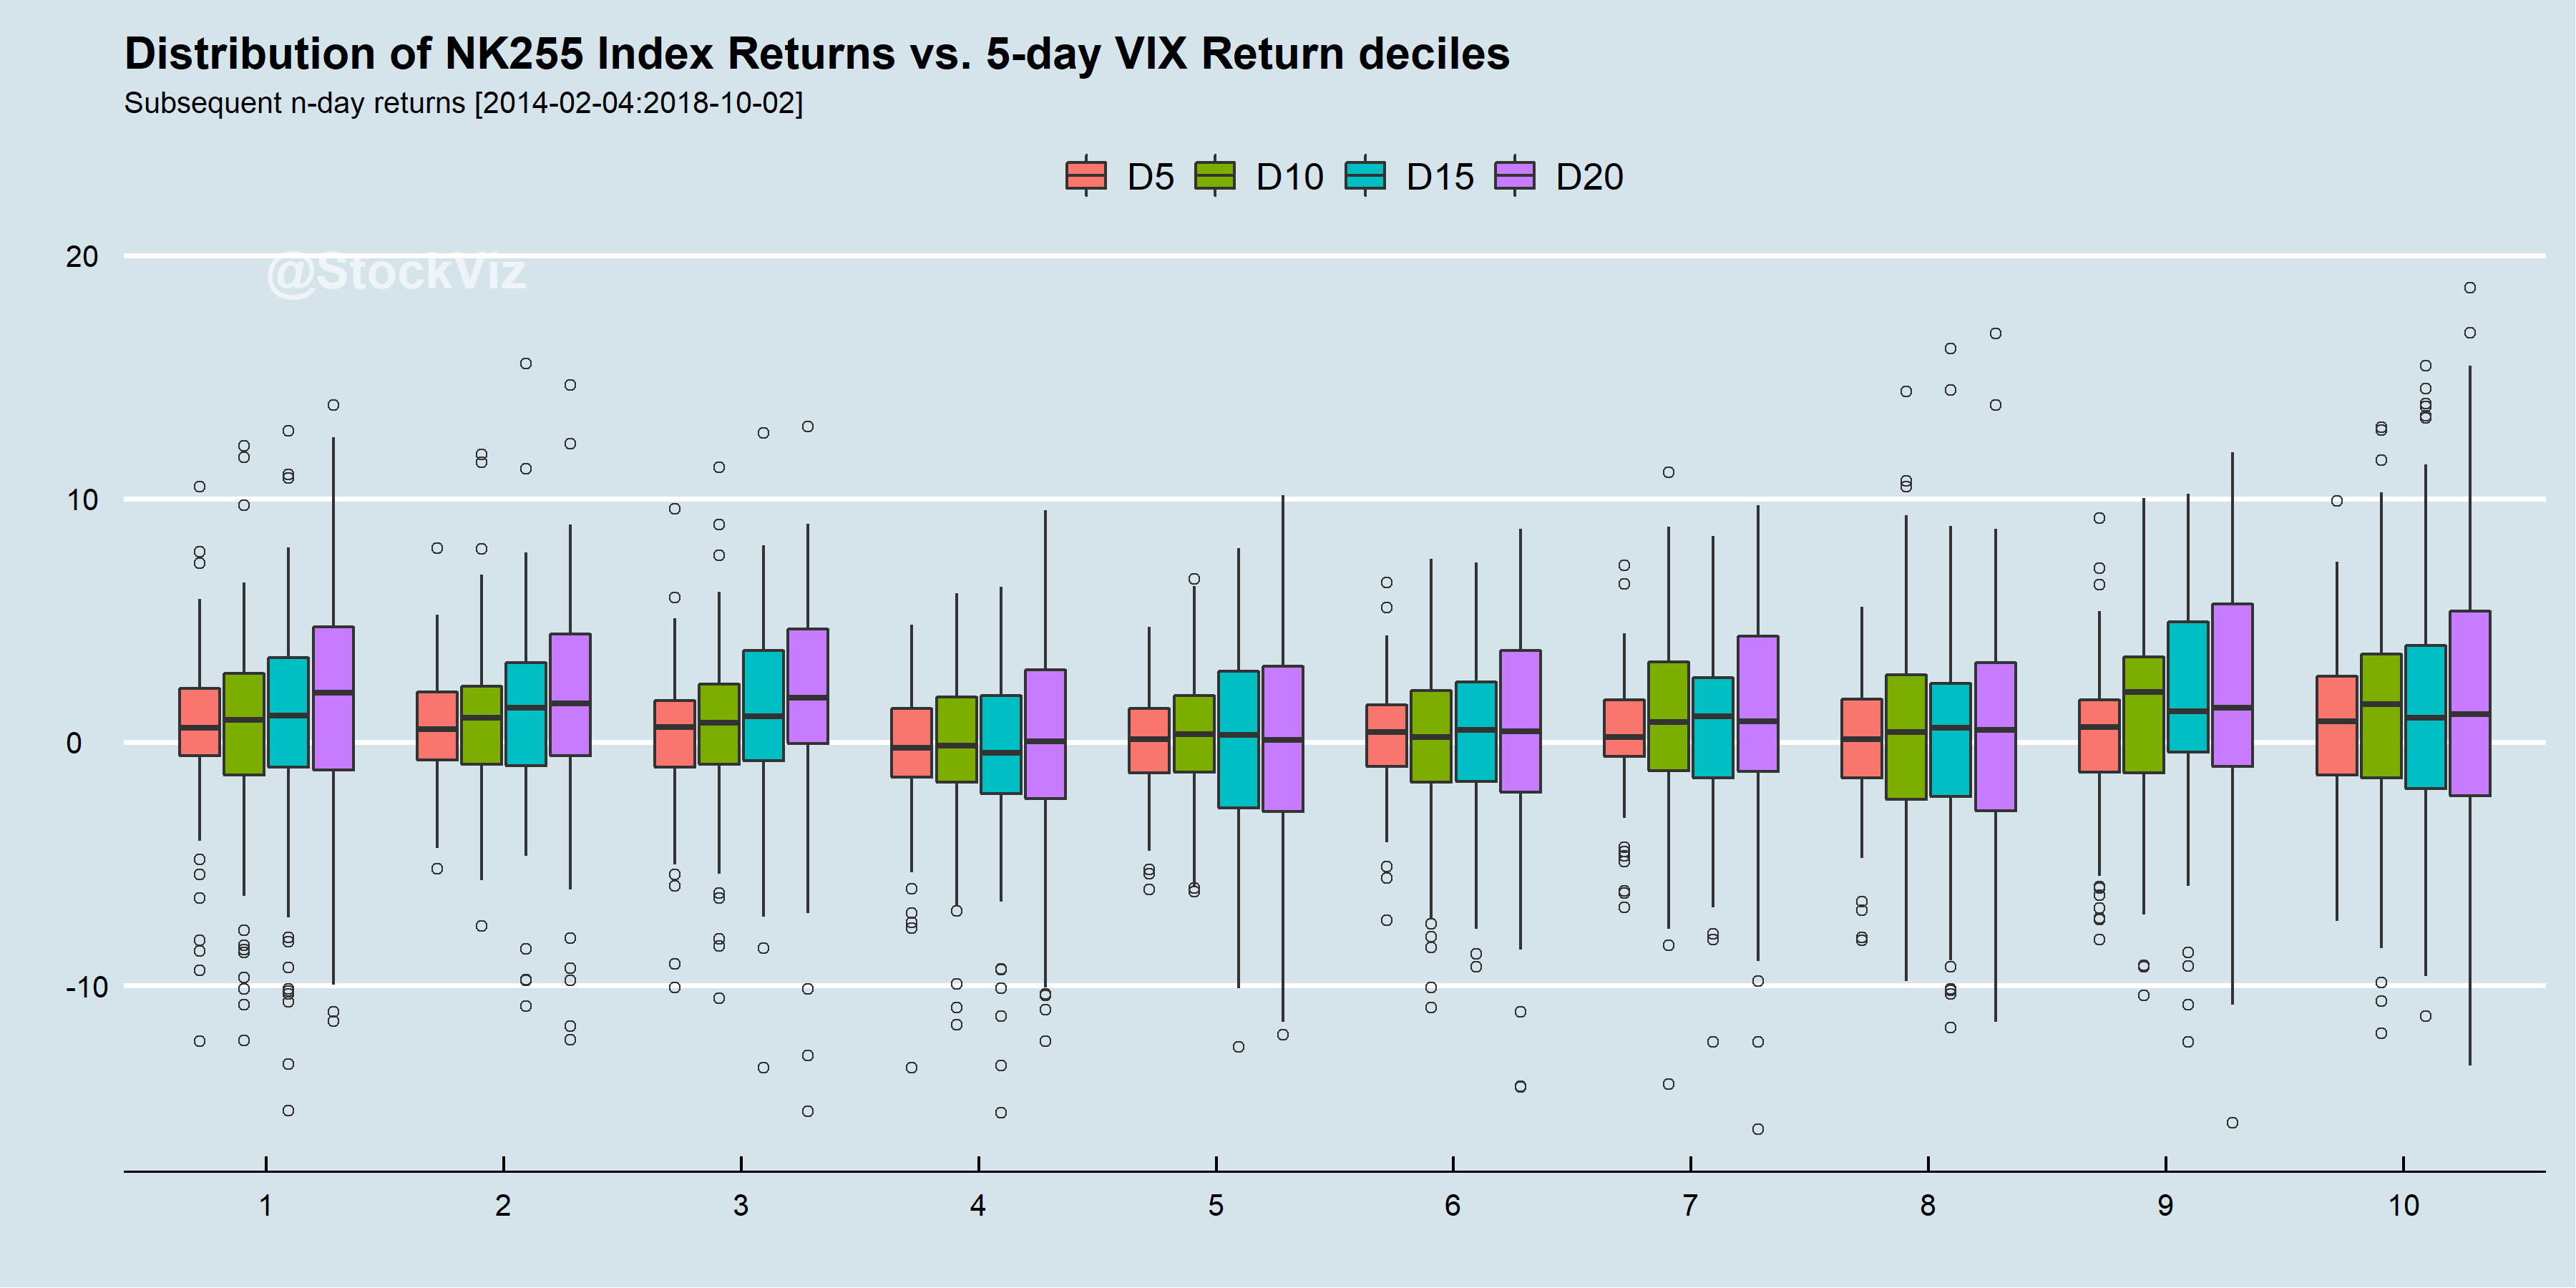 Distribution of NK255 Index Returns vs. 5-day VIX Return deciles
Subsequent n-day returns [2014-02-04:2018-10-02]
D5 D10 D15 D20
20
@StockViz
10
0
-10
1 2 3 4 5 6 7 8 9 10